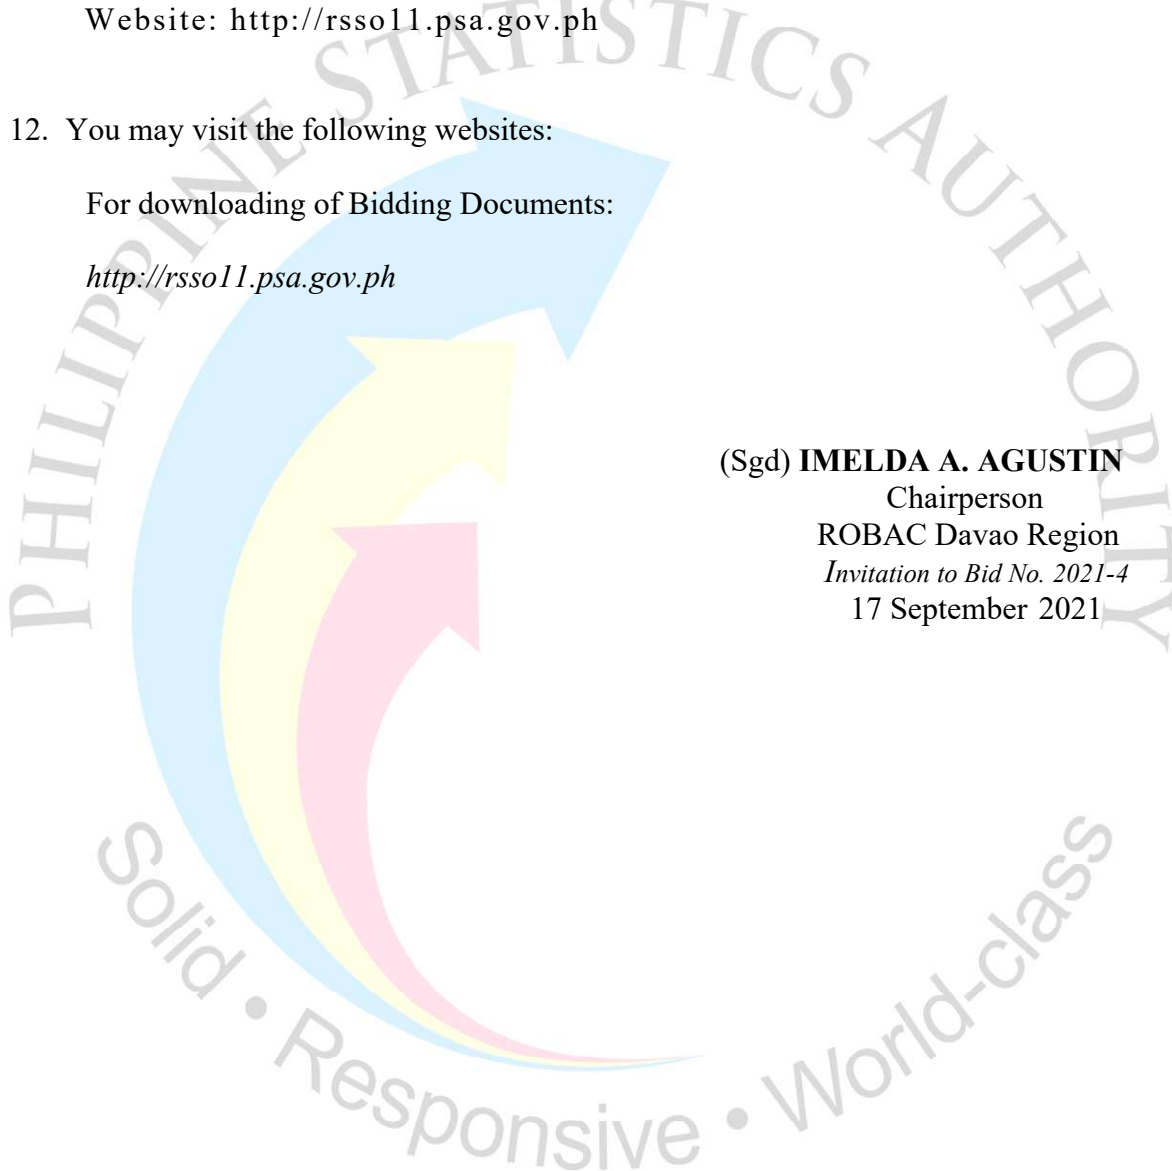 Website: http://rsso11.psa.gov.ph
PHILIPPINE STATISTICS AUTHORITY
12. You may visit the following websites:
For downloading of Bidding Documents:
http://rsso11.psa.gov.ph
(Sgd) IMELDA A. AGUSTIN
Chairperson
ROBAC Davao Region
Invitation to Bid No. 2021-4
17 September 2021
Solid • Responsive • World-class